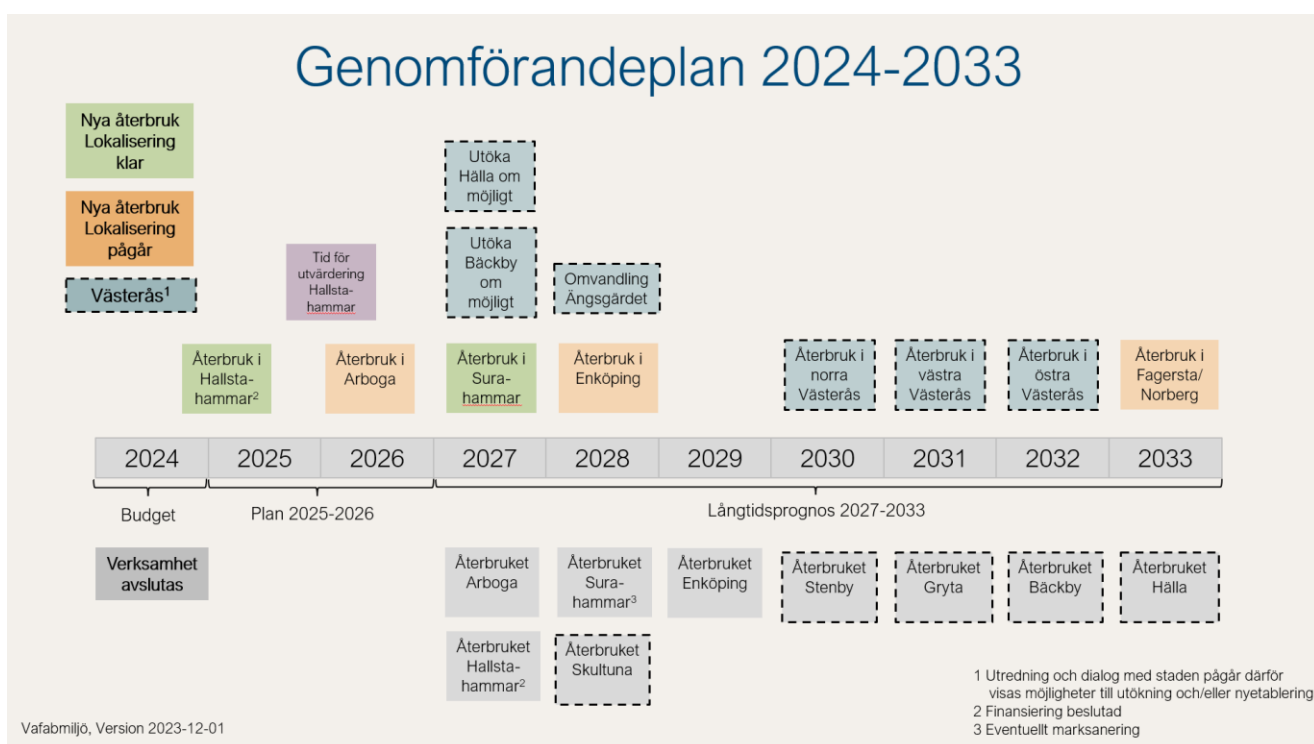 Genomförandeplan 2024-2033
Nya återbruk
Lokalisering
klar
Nya återbruk
Lokalisering
pågår
Västerås¹
Utöka
Hälla om
möjligt
Utöka
Bäckby
om
möjligt
Tid för
utvärdering
Hallsta-
hammar
Omvandling
Ängsgärdet
Återbruk i
Hallsta-
hammar²
Återbruk i
Arboga
Återbruk i
Sura-
hammar
Återbruk i
Enköping
Återbruk i
norra
Västerås
Återbruk i
västra
Västerås
Återbruk i
östra
Västerås
Återbruk i
Fagersta/
Norberg
2024 2025 2026 2027 2028 2029 2030 2031 2032 2033
Budget
Plan 2025-2026
Långtidsprognos 2027-2033
Verksamhet
avslutas
Återbruket
Arboga
Återbruket
Sura-
hammar³
Återbruket
Enköping
Återbruket
Stenby
Återbruket
Gryta
Återbruket
Bäckby
Återbruket
Hälla
Återbruket
Hallsta-
hammar²
Återbruket
Skultuna
1 Utredning och dialog med staden pågår därför
visas möjligheter till utökning och/eller nyetablering
2 Finansiering beslutad
3 Eventuellt marksanering
Vafabmiljö, Version 2023-12-01